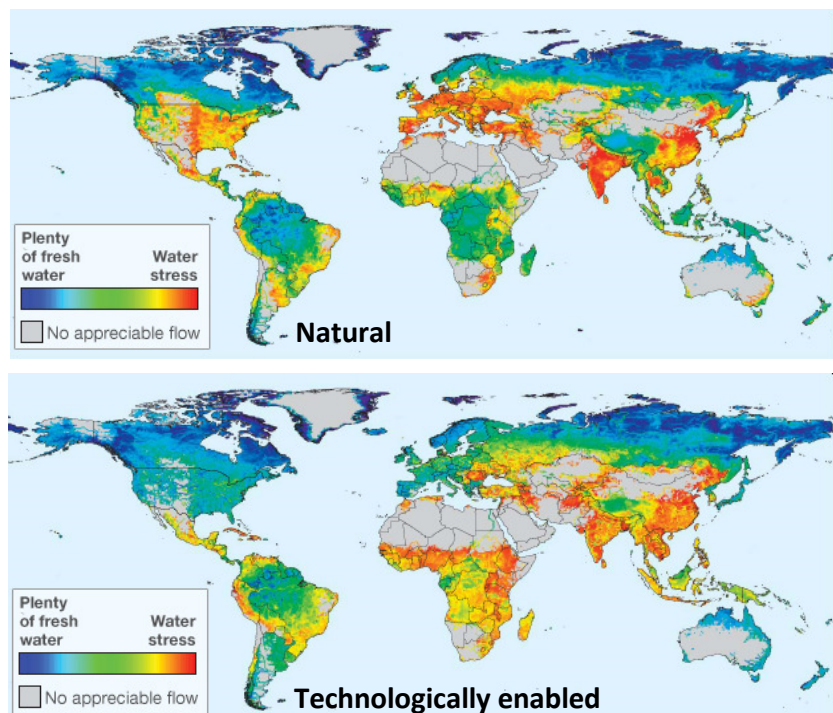 Plenty
of fresh
water
Water
stress
No appreciable flow
Natural
Plenty
of fresh
water
Water
stress
No appreciable flow
Technologically enabled